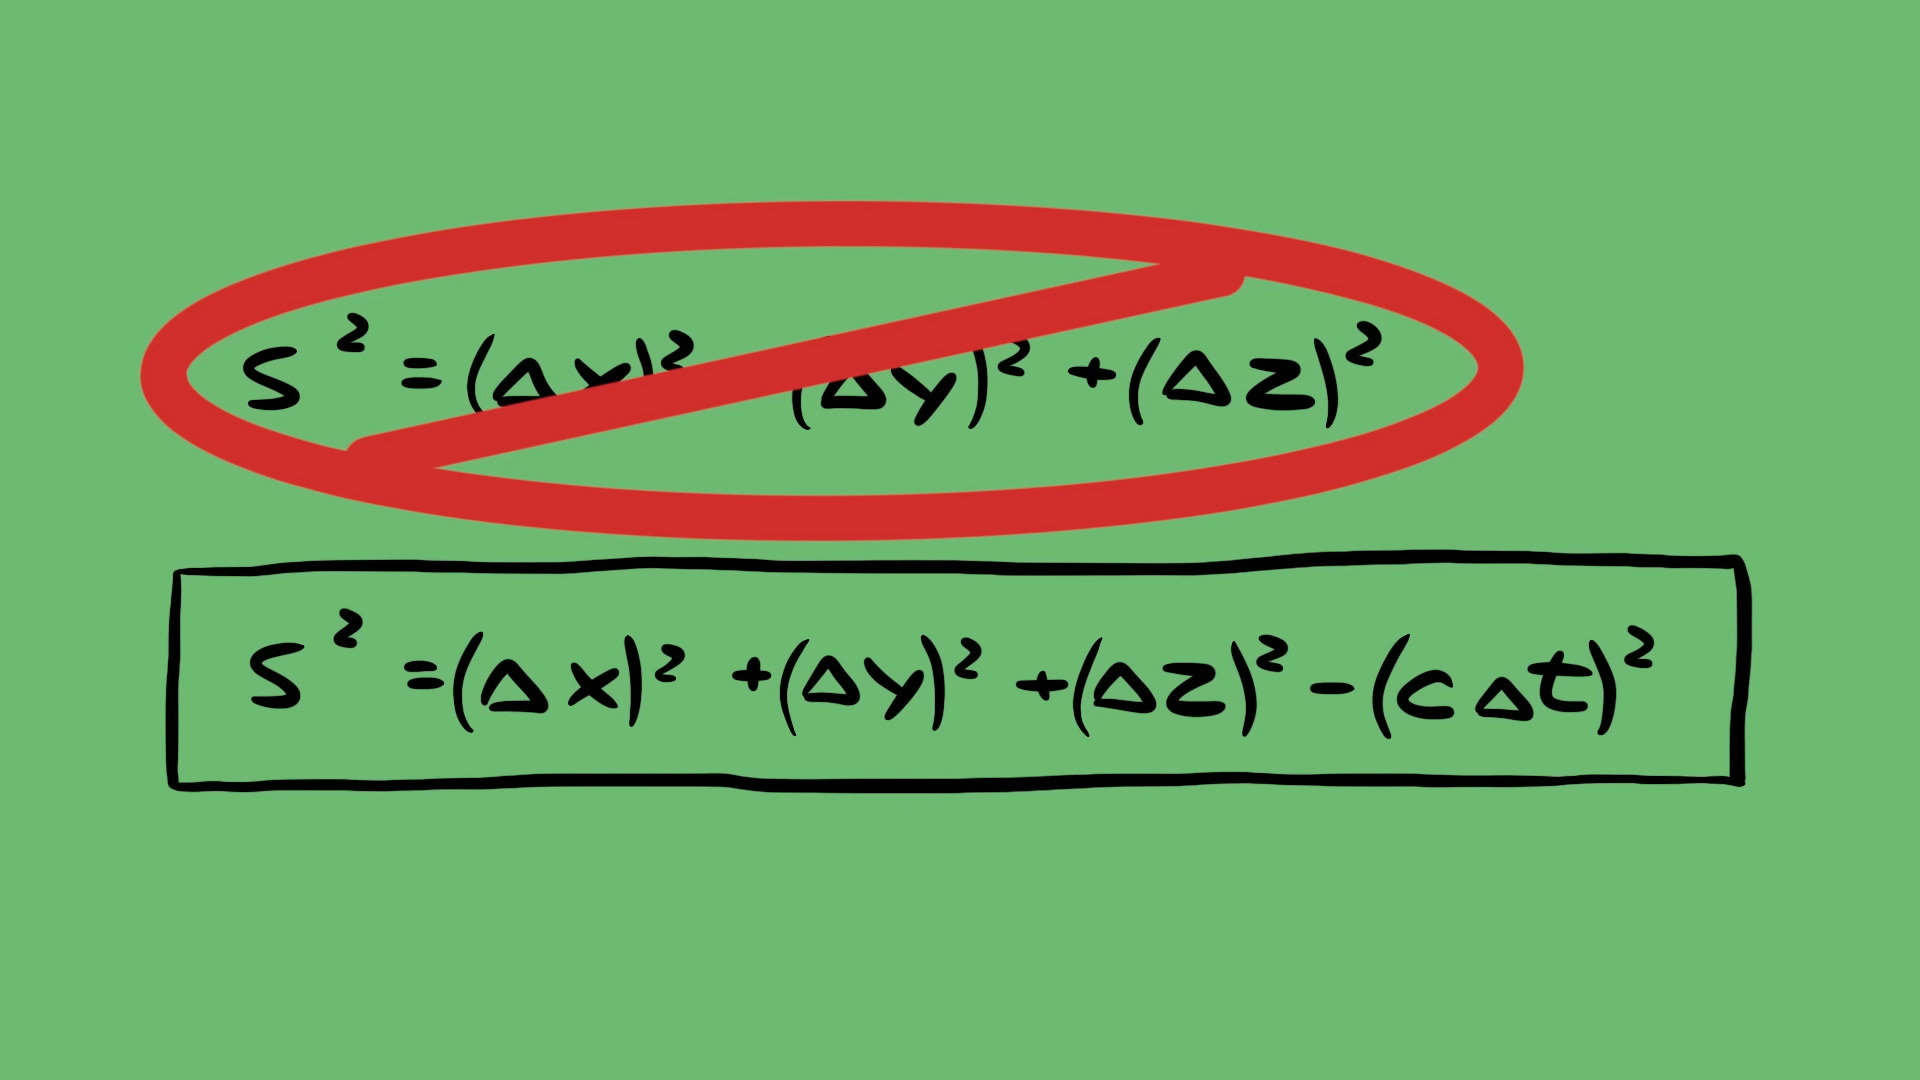 S² = (Δx)² (Δy)² + (Δz)²
S² = (Δx)² + (Δy)² + (Δz)² - (cΔt)²